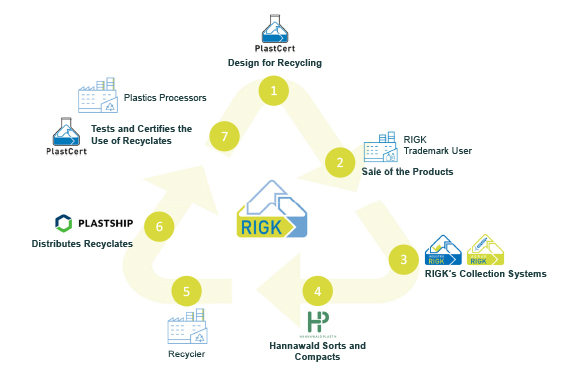 PlastCert
Design for Recycling
1
Plastics Processors
Tests and Certifies the
Use of Recyclates
PlastCert
7
2
RIGK
Trademark User
Sale of the Products
RIGK
PLASTSHIP
Distributes Recyclates
6
3
RIGK
RIGK
RIGK's Collection Systems
5
4
Recycier
HP
Hannawald Sorts and
Compacts